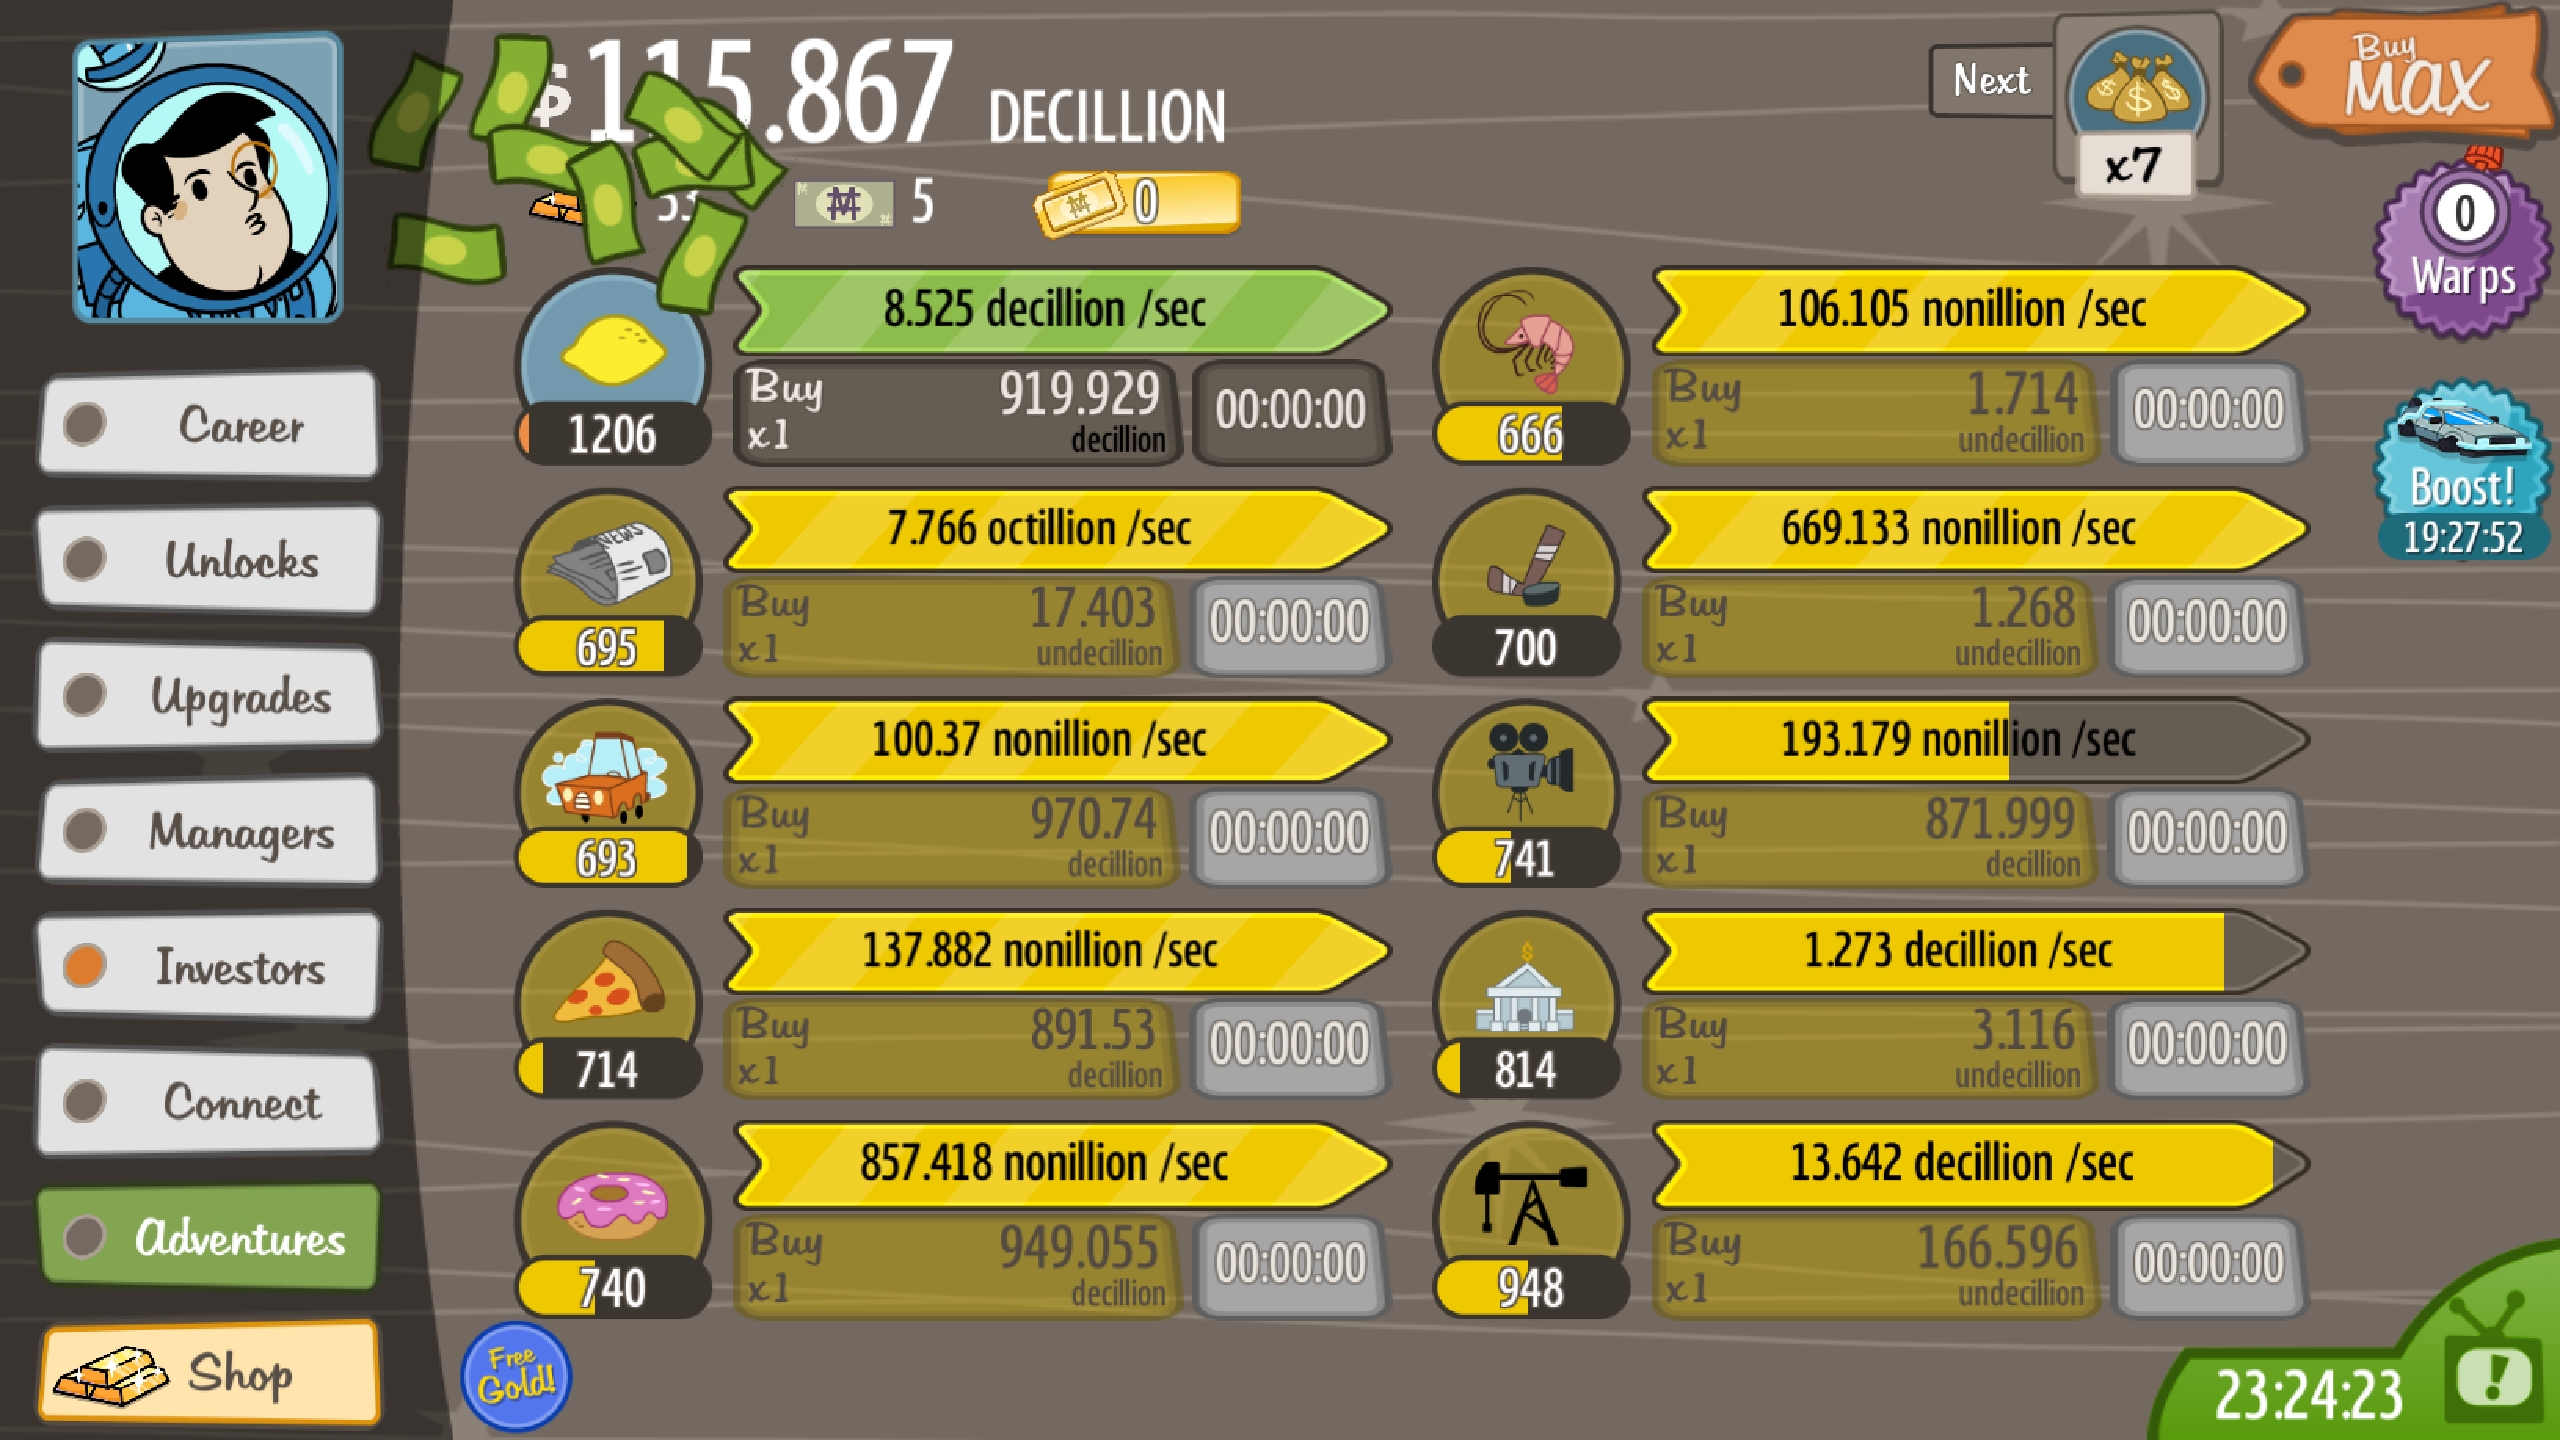 $115.867 DECILLION
5
0
Next
x7
Buy
MAX
0
Warps
Boost!
19:27:52
Career
Unlocks
Upgrades
Managers
Investors
Connect
Adventures
Shop
8.525 decillion /sec
1206
Buy
x1
919.929
decillion
00:00:00
NEWS
7.766 octillion /sec
695
Buy
x1
17.403
undecillion
00:00:00
100.37 nonillion /sec
693
Buy
x1
970.74
decillion
00:00:00
137.882 nonillion /sec
714
Buy
x1
891.53
decillion
00:00:00
857.418 nonillion /sec
740
Buy
x1
949.055
decillion
00:00:00
106.105 nonillion /sec
666
Buy
x1
1.714
undecillion
00:00:00
669.133 nonillion /sec
700
Buy
x1
1.268
undecillion
00:00:00
193.179 nonillion /sec
741
Buy
x1
871.999
decillion
00:00:00
1.273 decillion /sec
814
Buy
x1
3.116
undecillion
00:00:00
13.642 decillion /sec
948
Buy
x1
166.596
undecillion
00:00:00
Free
Gold!
23:24:23